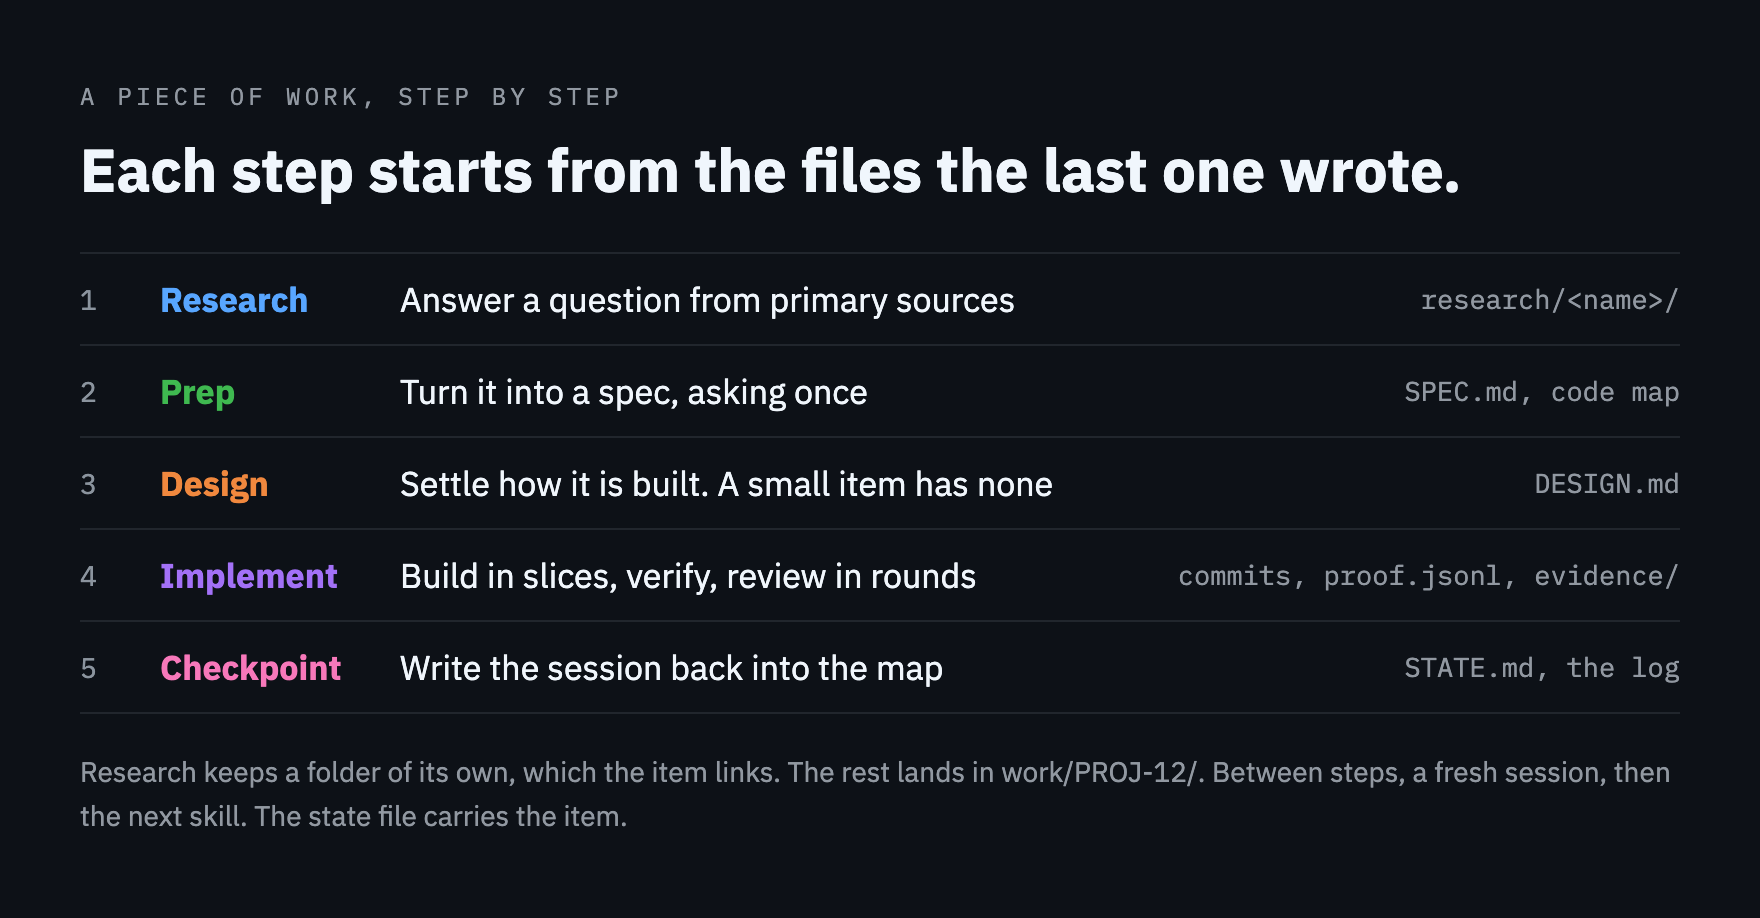 A PIECE OF WORK, STEP BY STEP
Each step starts from the files the last one wrote.
1 Research Answer a question from primary sources research/<name>/
2 Prep Turn it into a spec, asking once SPEC.md, code map
3 Design Settle how it is built. A small item has none DESIGN.md
4 Implement Build in slices, verify, review in rounds commits, proof.jsonl, evidence/
5 Checkpoint Write the session back into the map STATE.md, the log
Research keeps a folder of its own, which the item links. The rest lands in work/PROJ-12/. Between steps, a fresh session, then
the next skill. The state file carries the item.